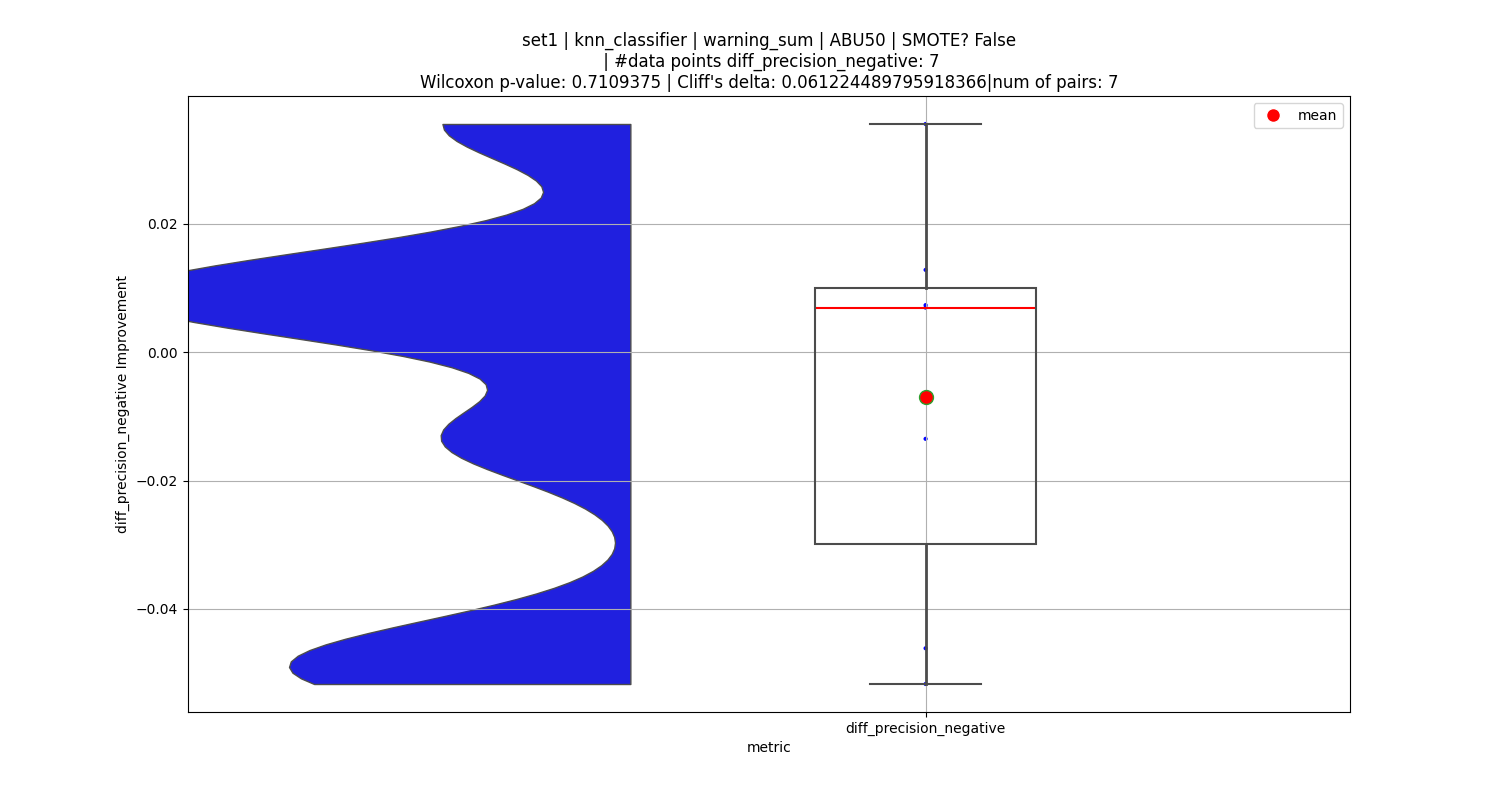 set1 | knn_classifier | warning_sum | ABU50 | SMOTE? False
| #data points diff_precision_negative: 7
Wilcoxon p-value: 0.7109375 | Cliff's delta: 0.061224489795918366|num of pairs: 7
mean
0.02
0.00
−0.02
−0.04
diff_precision_negative Improvement
diff_precision_negative
metric